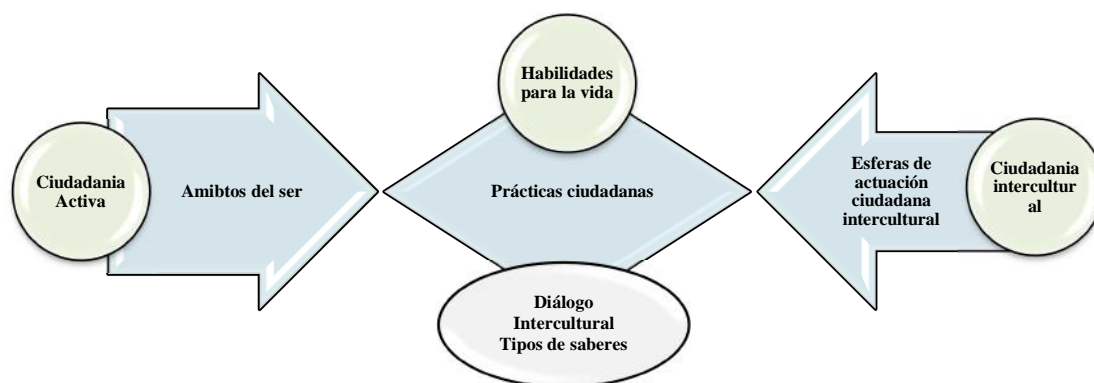 Ciudadania
Activa
Amibtos del ser
Habilidades
para la vida
Prácticas ciudadanas
Diálogo
Intercultural
Tipos de saberes
Esferas de
actuación
ciudadana
intercultural
Ciudadania
intercultur
al